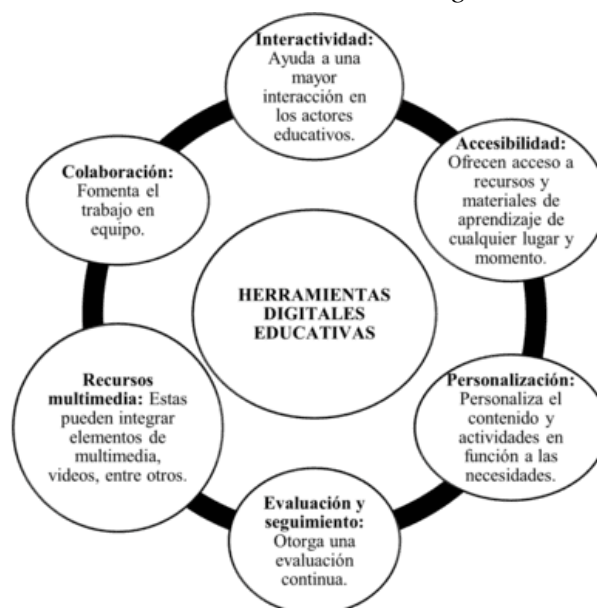 Interactividad:
Ayuda a una
mayor
interacción en
los actores
educativos.
Accesibilidad:
Ofrecen acceso a
recursos y
materiales de
aprendizaje de
cualquier lugar y
momento.
Personalización:
Personaliza el
contenido y
actividades en
función a las
necesidades.
Evaluación y
seguimiento:
Otorga una
evaluación
continua.
Recursos
multimedia: Estas
pueden integrar
elementos de
multimedia,
videos, entre otros.
Colaboración:
Fomenta el
trabajo en
equipo.
HERRAMIENTAS
DIGITALES
EDUCATIVAS